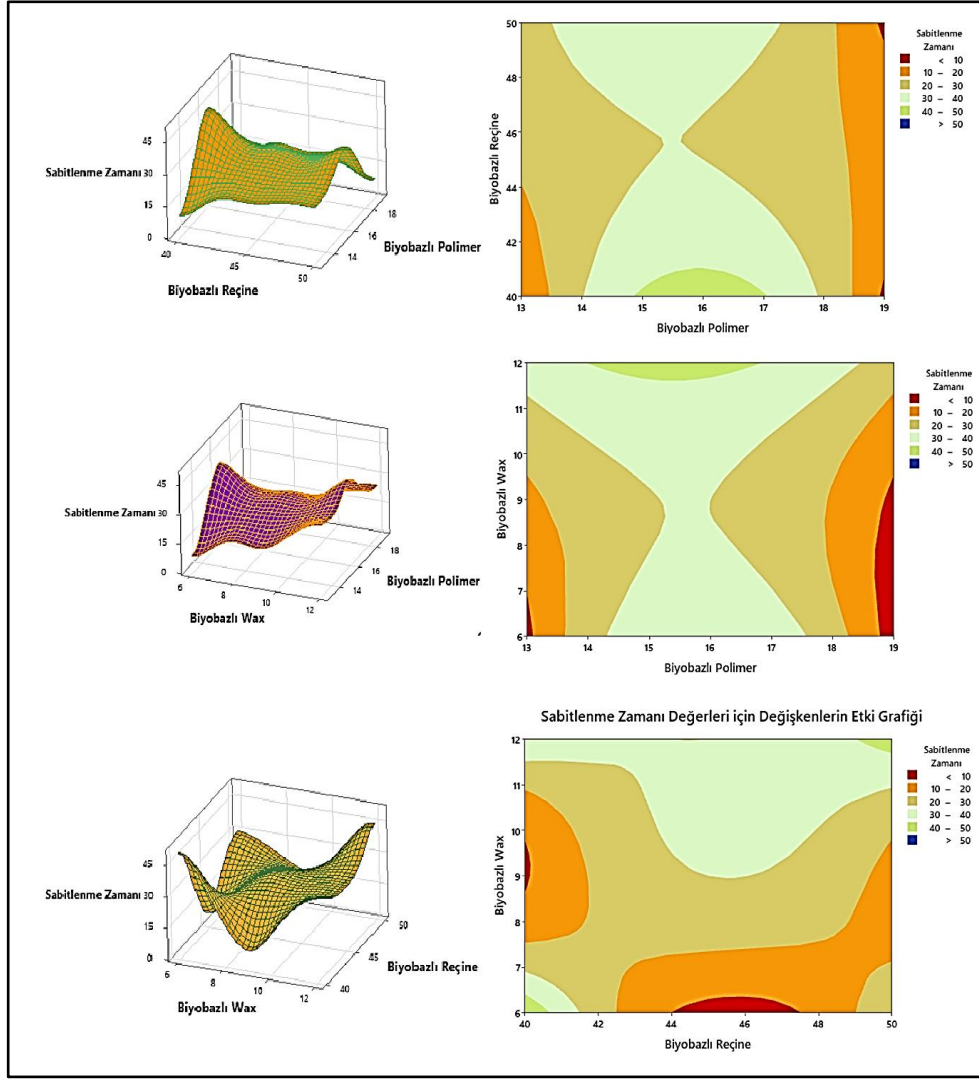 45
Sabitlenme Zamanı 30
15
0
40
45
50
14
16
18
Biyobazlı Reçine
Biyobazlı Polimer
50
48
46
44
42
40
13 14 15 16 17 18 19
Biyobazlı Reçine
Biyobazlı Polimer
Sabitlenme
Zamanı
< 10
10 – 20
20 – 30
30 – 40
40 – 50
> 50
45
Sabitlenme Zamanı 30
15
0
6
8
10
12
14
16
18
Biyobazlı Wax
Biyobazlı Polimer
12
11
10
9
8
7
6
13 14 15 16 17 18 19
Biyobazlı Wax
Biyobazlı Polimer
Sabitlenme
Zamanı
< 10
10 – 20
20 – 30
30 – 40
40 – 50
> 50
45
Sabitlenme Zamanı 30
15
0
6
8
10
12
40
45
50
Biyobazlı Wax
Biyobazlı Reçine
Sabitlenme Zamanı Değerleri için Değişkenlerin Etki Grafiği
12
11
10
9
8
7
6
40 42 44 46 48 50
Biyobazlı Wax
Biyobazlı Reçine
Sabitlenme
Zamanı
< 10
10 – 20
20 – 30
30 – 40
40 – 50
> 50